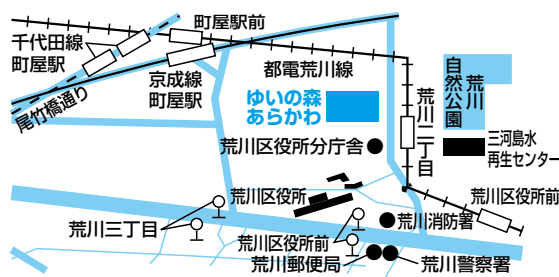 千代田線
町屋駅
町屋駅前
京成線
町屋駅
尾竹橋通り
都電荒川線
ゆいの森
あらかわ
荒川二丁目
荒川
自然公園
三河島水
再生センター
荒川区役所分庁舎
荒川区役所
荒川区役所前
荒川三丁目
荒川消防署
荒川区役所前
荒川郵便局
荒川警察署